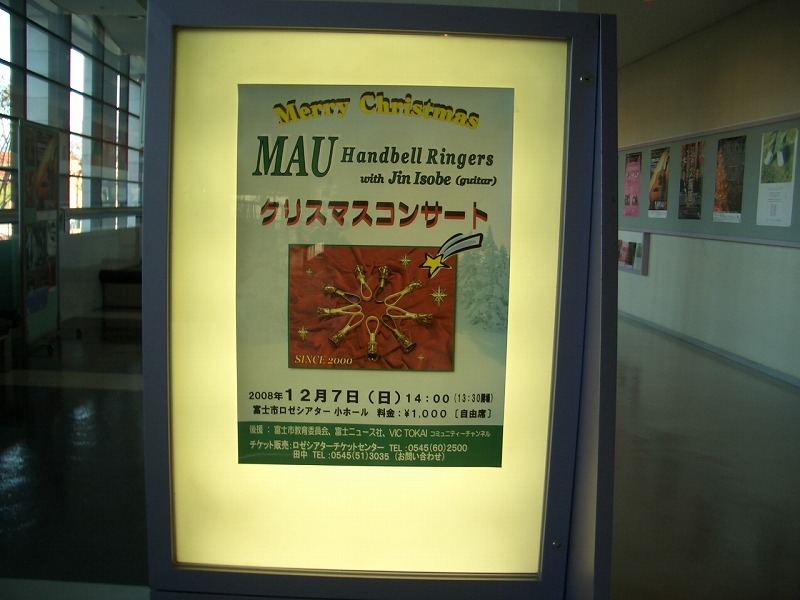 Merry Christmas
MAU Handbell Ringers
with Jin Isobe (guitar)
クリスマスコンサート
SINCE 2000
2008年 12月7日(日) 14:00 (13:30開場)
富士市ロゼシアター 小ホール 料金:¥1,000 [自由席]
後援 : 富士市教育委員会、富士ニュース社、VIC TOKAI コミュニティーチャンネル
チケット販売:ロゼシアターチケットセンター TEL:0545(60)2500
田中 TEL:0545(51)3035 (お問い合わせ)